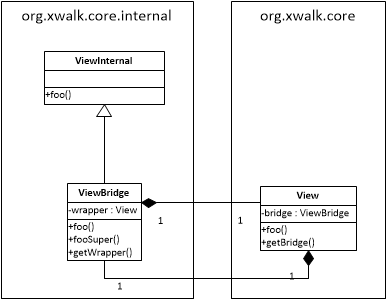 org.xwalk.core.internal
org.xwalk.core
ViewInternal
+foo()
ViewBridge
-wrapper : View
+foo()
+fooSuper()
+getWrapper()
View
-bridge : ViewBridge
+foo()
+getBridge()
1
1
1
1